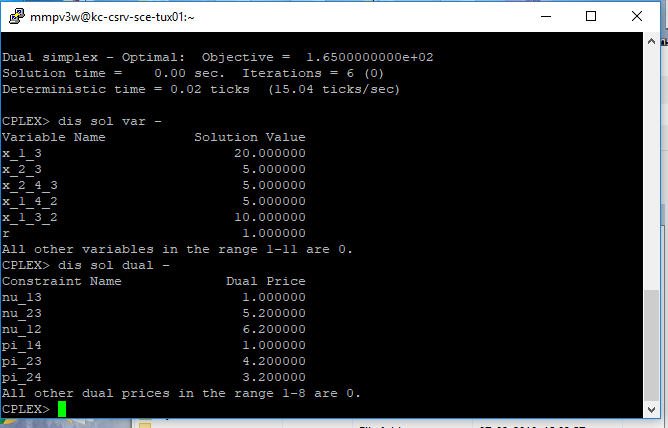 mmpv3w@kc-csrv-sce-tux01:~
Dual simplex - Optimal:  Objective =  1.6500000000e+02
Solution time =    0.00 sec.  Iterations = 6 (0)
Deterministic time = 0.02 ticks  (15.04 ticks/sec)
CPLEX> dis sol var -
Variable Name           Solution Value
x_1_3                        20.000000
x_2_3                         5.000000
x_2_4_3                       5.000000
x_1_4_2                       5.000000
x_1_3_2                      10.000000
r                             1.000000
All other variables in the range 1-11 are 0.
CPLEX> dis sol dual -
Constraint Name             Dual Price
nu_13                         1.000000
nu_23                         5.200000
nu_12                         6.200000
pi_14                         1.000000
pi_23                         4.200000
pi_24                         3.200000
All other dual prices in the range 1-8 are 0.
CPLEX>